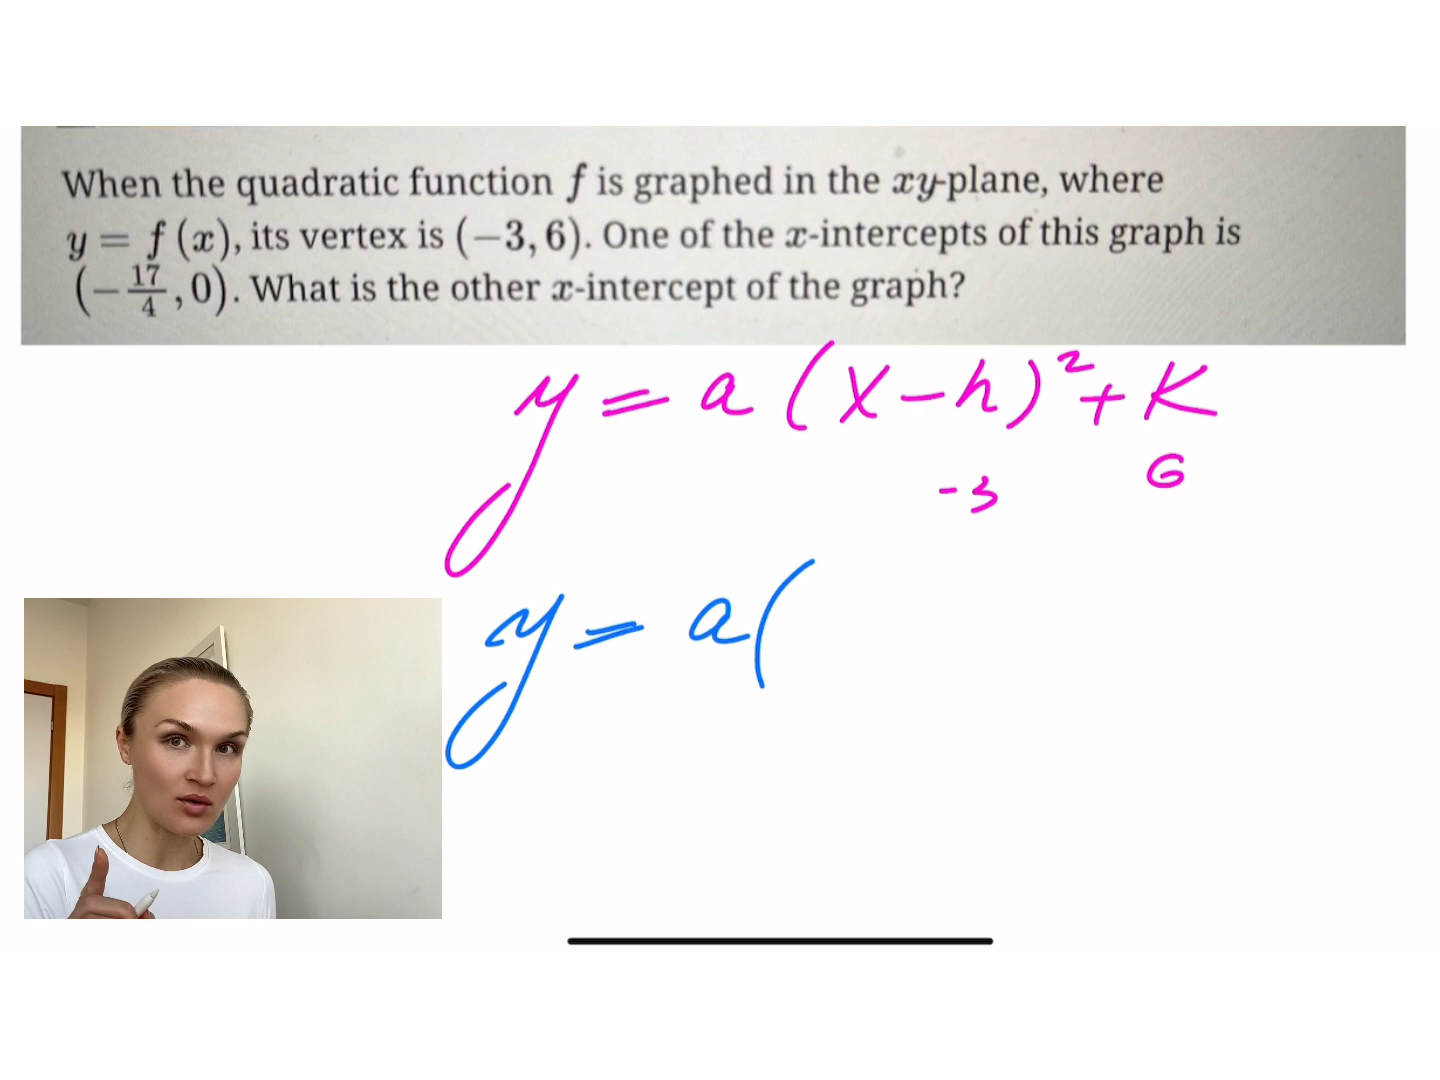 When the quadratic function f is graphed in the xy-plane, where
y = f (x), its vertex is (−3, 6). One of the x-intercepts of this graph is
(−17/4, 0). What is the other x-intercept of the graph?
y = a (x-h)²+K
-3 6
y = a(